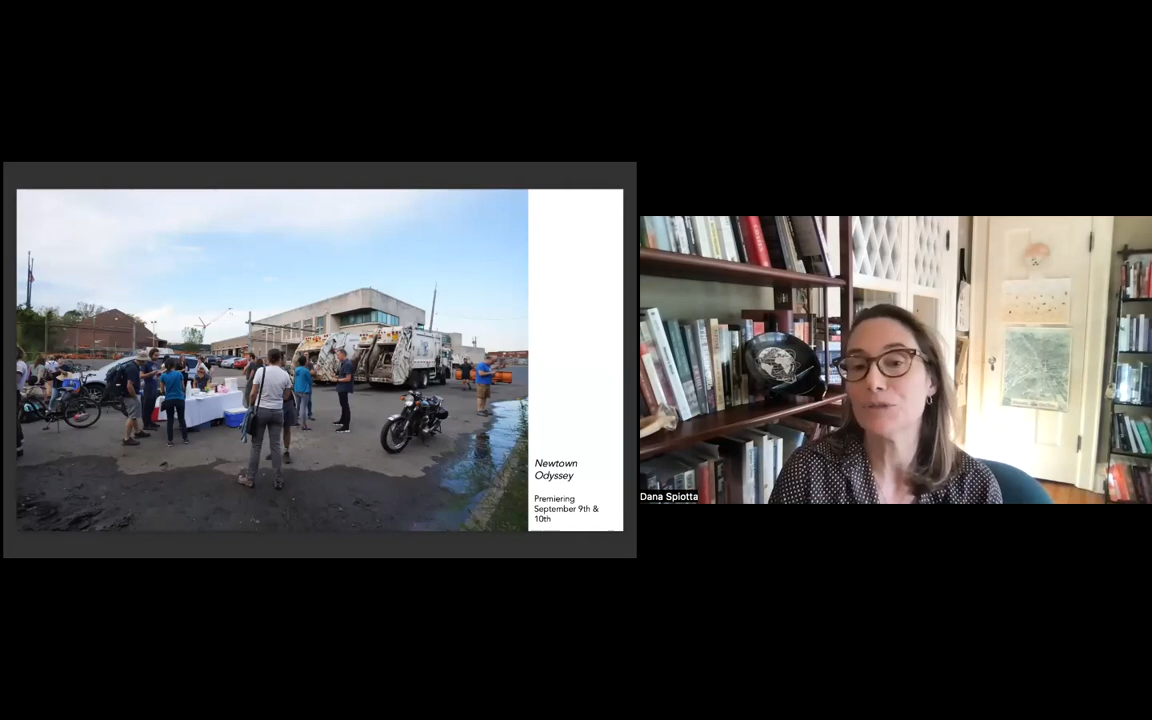 Newtown
Odyssey
Premiering
September 9th &
10th
Dana Spiotta